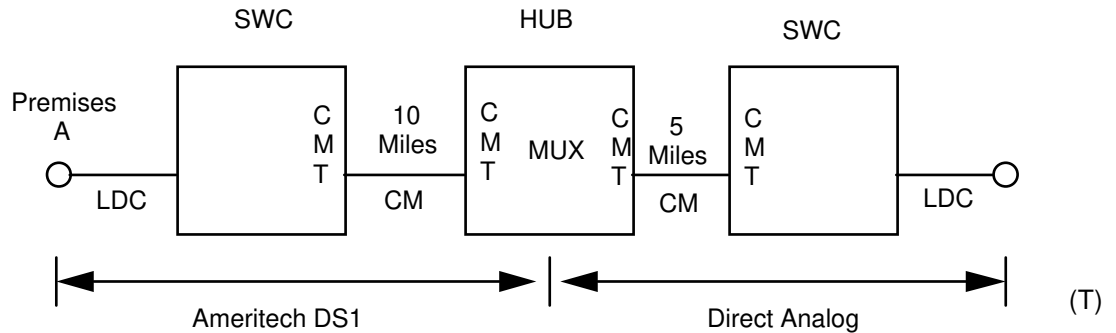 SWC
HUB
SWC
Premises
A
LDC
C
M
T
10
Miles
CM
C
M
T
MUX
C
M
T
5
Miles
CM
C
M
T
LDC
Ameritech DS1
Direct Analog
(T)